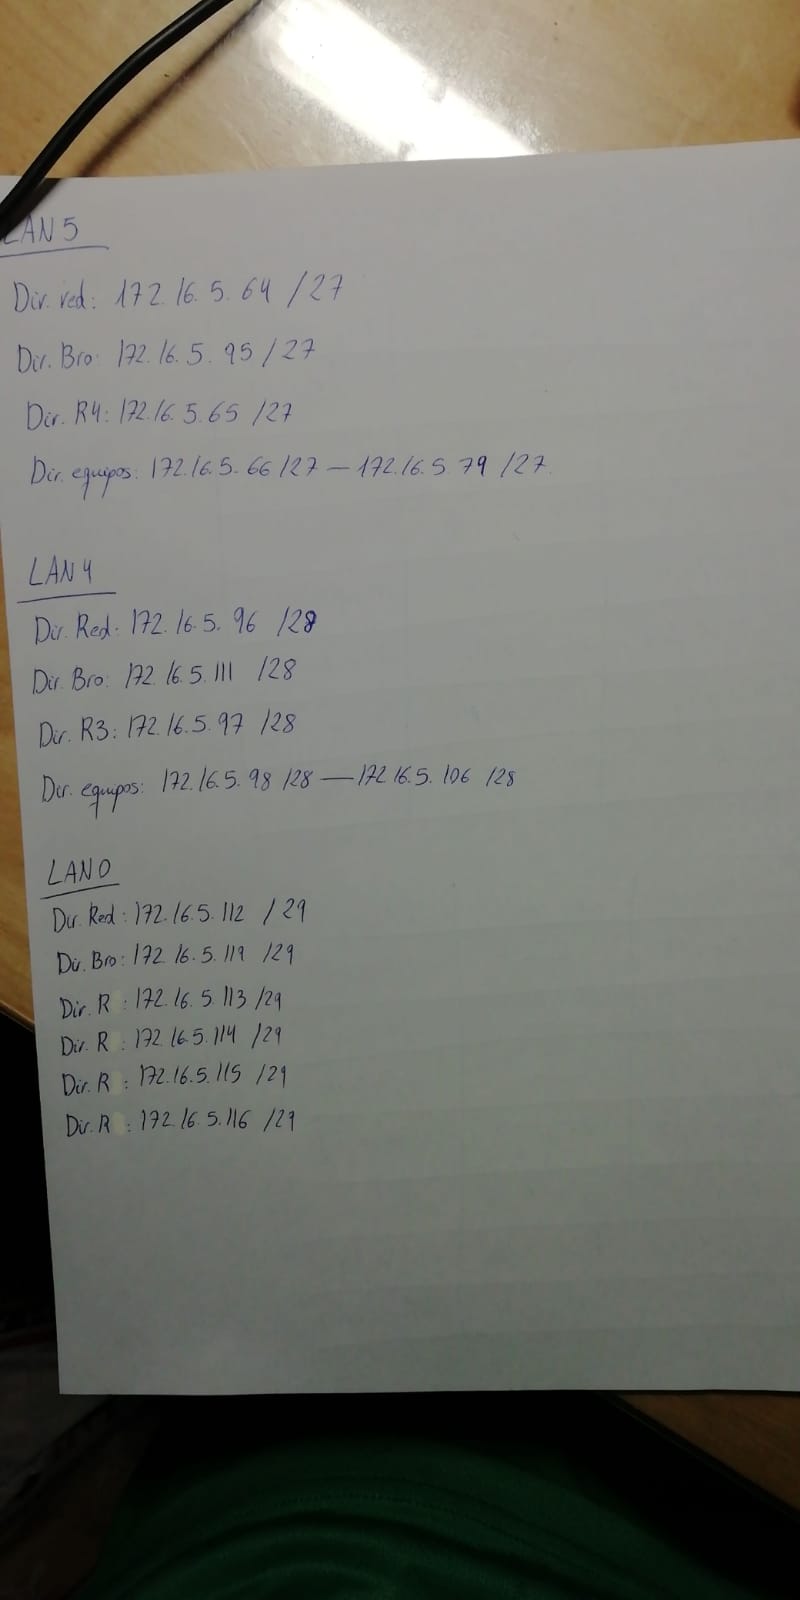 LAN 5
Dir. red: 172.16.5.64 /27
Dir. Bro: 172.16.5.95 /27
Dir. R4: 172.16.5.65 /27
Dir. equipos: 172.16.5.66 /27 — 172.16.5.79 /27
LAN 4
Dir. Red: 172.16.5.96 /28
Dir. Bro: 172.16.5.111 /28
Dir. R3: 172.16.5.97 /28
Dir. equipos: 172.16.5.98 /28 — 172.16.5.106 /28
LAN 0
Dir. Red: 172.16.5.112 /29
Dir. Bro: 172.16.5.119 /29
Dir. R : 172.16.5.113 /29
Dir. R : 172.16.5.114 /29
Dir. R : 172.16.5.115 /29
Dir. R : 172.16.5.116 /29